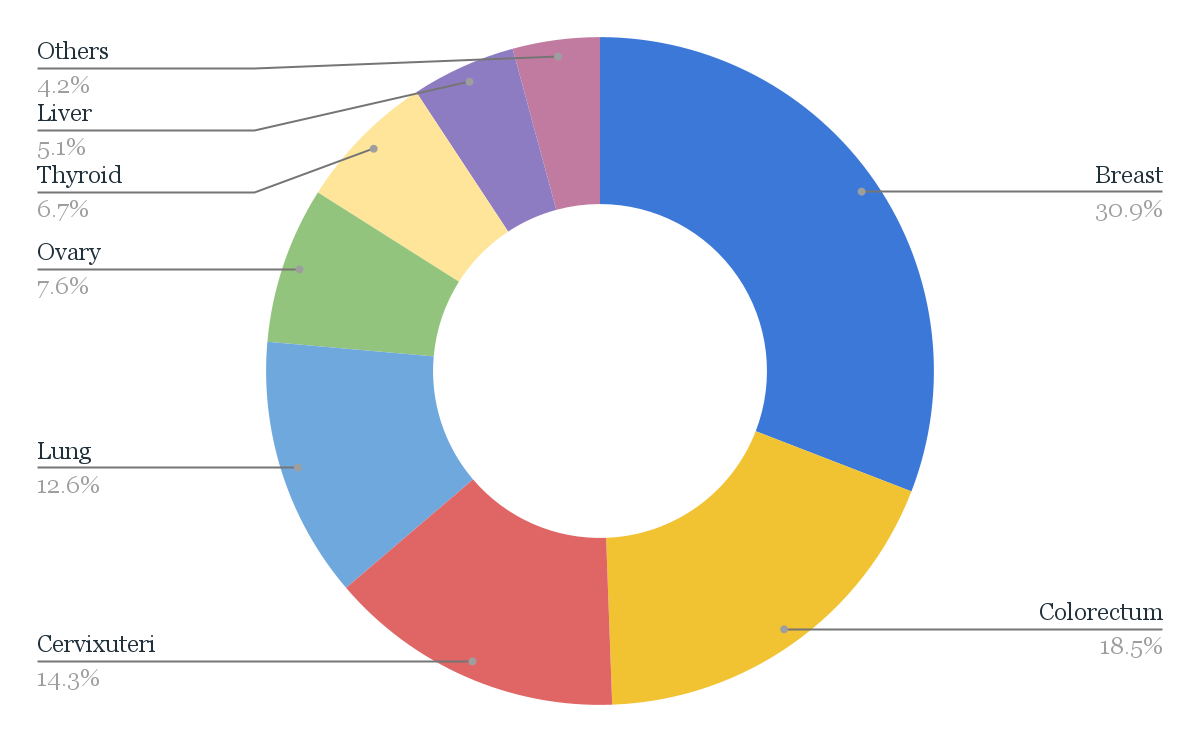 Others
4.2%
Liver
5.1%
Thyroid
6.7%
Ovary
7.6%
Lung
12.6%
Cervixuteri
14.3%
Breast
30.9%
Colorectum
18.5%